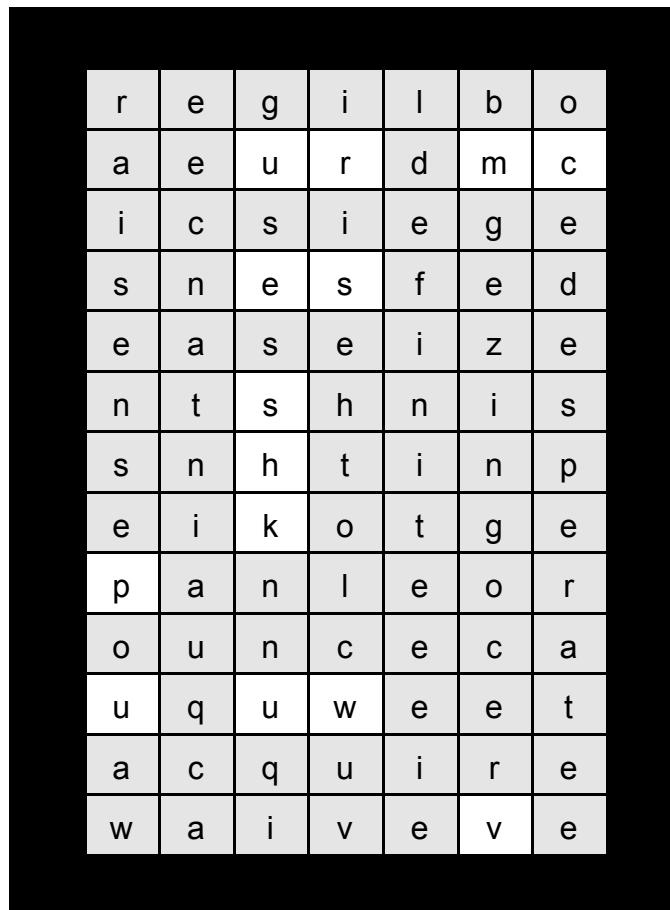 r e g i l b o
a e u r d m c
i c s i e g e
s n e s f e d
e a s e i z e
n t s h n i s
s n h t i n p
e i k o t g e
p a n l e o r
o u n c e c a
u q u w e e t
a c q u i r e
w a i v e v e